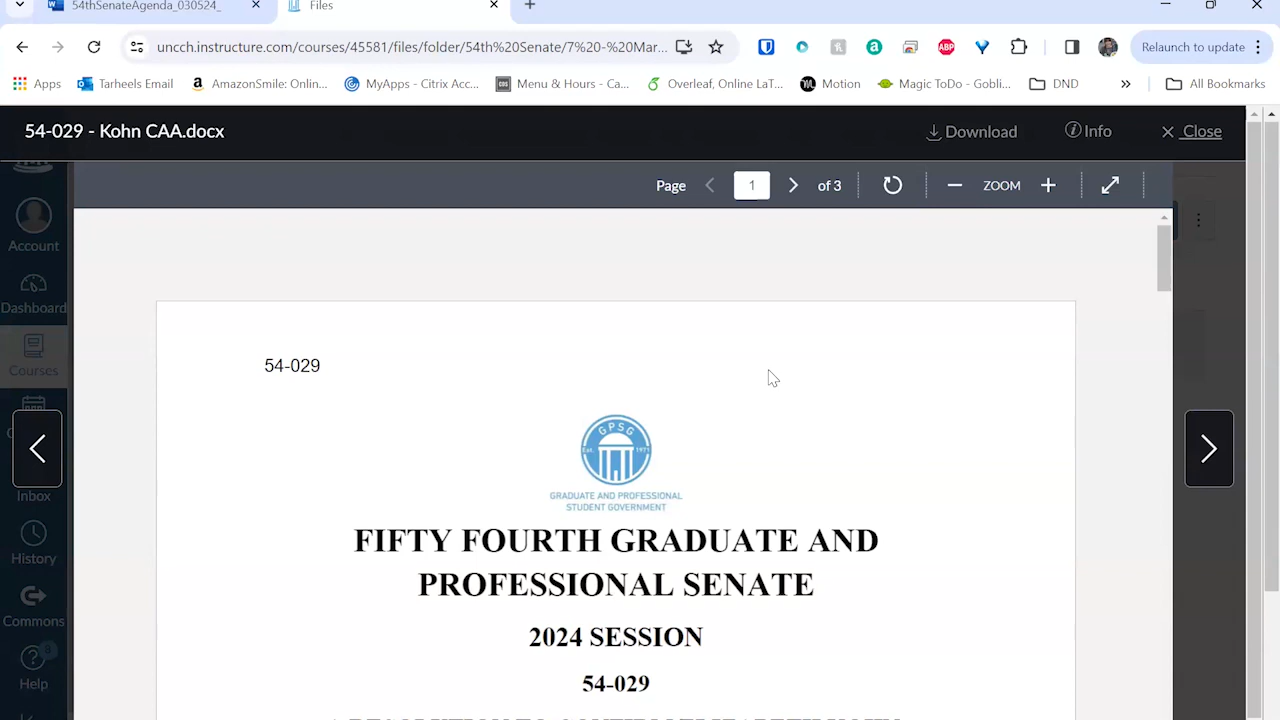 54thSenateAgenda_030524_
Files
uncch.instructure.com/courses/45581/files/folder/54th%20Senate/7%20-%20Mar...
ABP
Relaunch to update
Apps
Tarheels Email
AmazonSmile: Onlin...
MyApps - Citrix Acc...
Menu & Hours - Ca...
Overleaf, Online LaT...
Motion
Magic ToDo - Gobli...
DND
All Bookmarks
54-029 - Kohn CAA.docx
Download
Info
Close
Page
1
of 3
ZOOM
Account
Dashboard
Courses
Inbox
History
Commons
Help
54-029
GPSG
GRADUATE AND PROFESSIONAL
STUDENT GOVERNMENT
FIFTY FOURTH GRADUATE AND
PROFESSIONAL SENATE
2024 SESSION
54-029